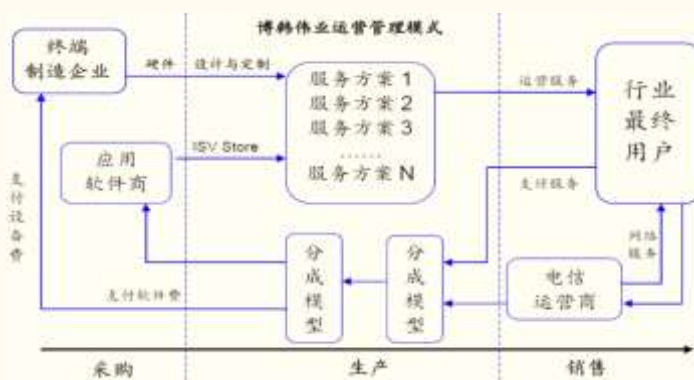 博韩伟业运营管理模式
终端
制造企业
硬件
设计与定制
服务方案 1
服务方案 2
服务方案 3
......
服务方案 N
运营服务
行业
最终
用户
应用
软件商
ISV Store
支付服务
支付设备费
网络
服务
分成模型
分成模型
电信
运营商
支付软件费
采购
生产
销售